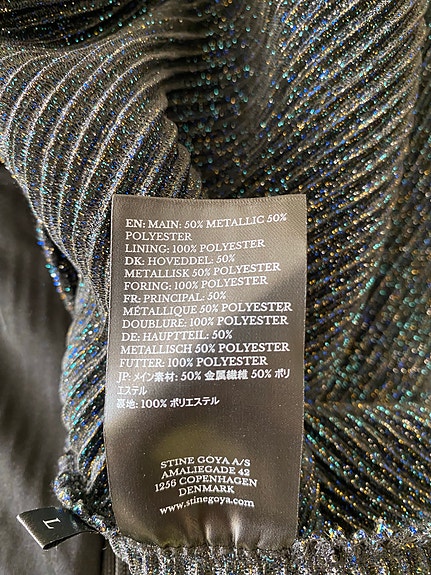 EN: MAIN: 50% METALLIC 50%
POLYESTER
LINING: 100% POLYESTER
DK: HOVEDDEL: 50%
METALLISK 50% POLYESTER
FORING: 100% POLYESTER
FR: PRINCIPAL: 50%
MÉTALLIQUE 50% POLYESTER
DOUBLURE: 100% POLYESTER
DE: HAUPTTEIL: 50%
METALLISCH 50% POLYESTER
FUTTER: 100% POLYESTER
JP: メイン素材: 50% 金属繊維 50% ポリ
エステル
裏地: 100% ポリエステル
STINE GOYA A/S
AMALIEGADE 42
1256 COPENHAGEN
DENMARK
www.stinegoya.com
L